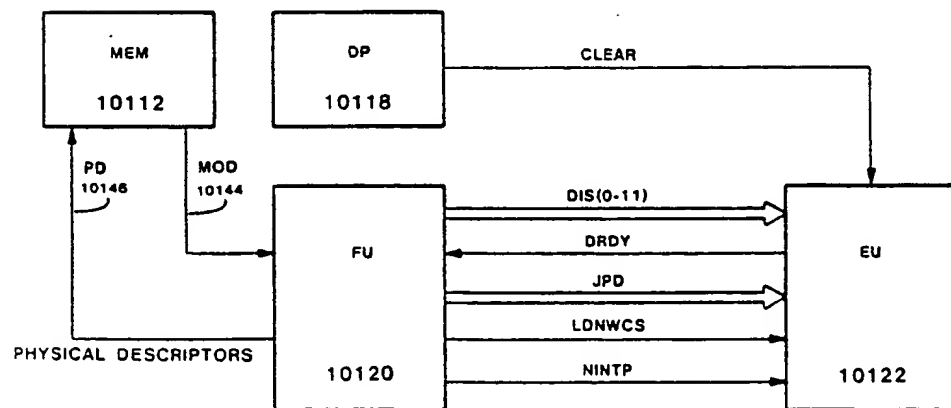 MEM
10112
DP
10118
CLEAR
PD
10146
MOD
10144
DIS(0-11)
DRDY
FU
EU
JPD
LDNWCS
PHYSICAL DESCRIPTORS
NINTP
10120
10122